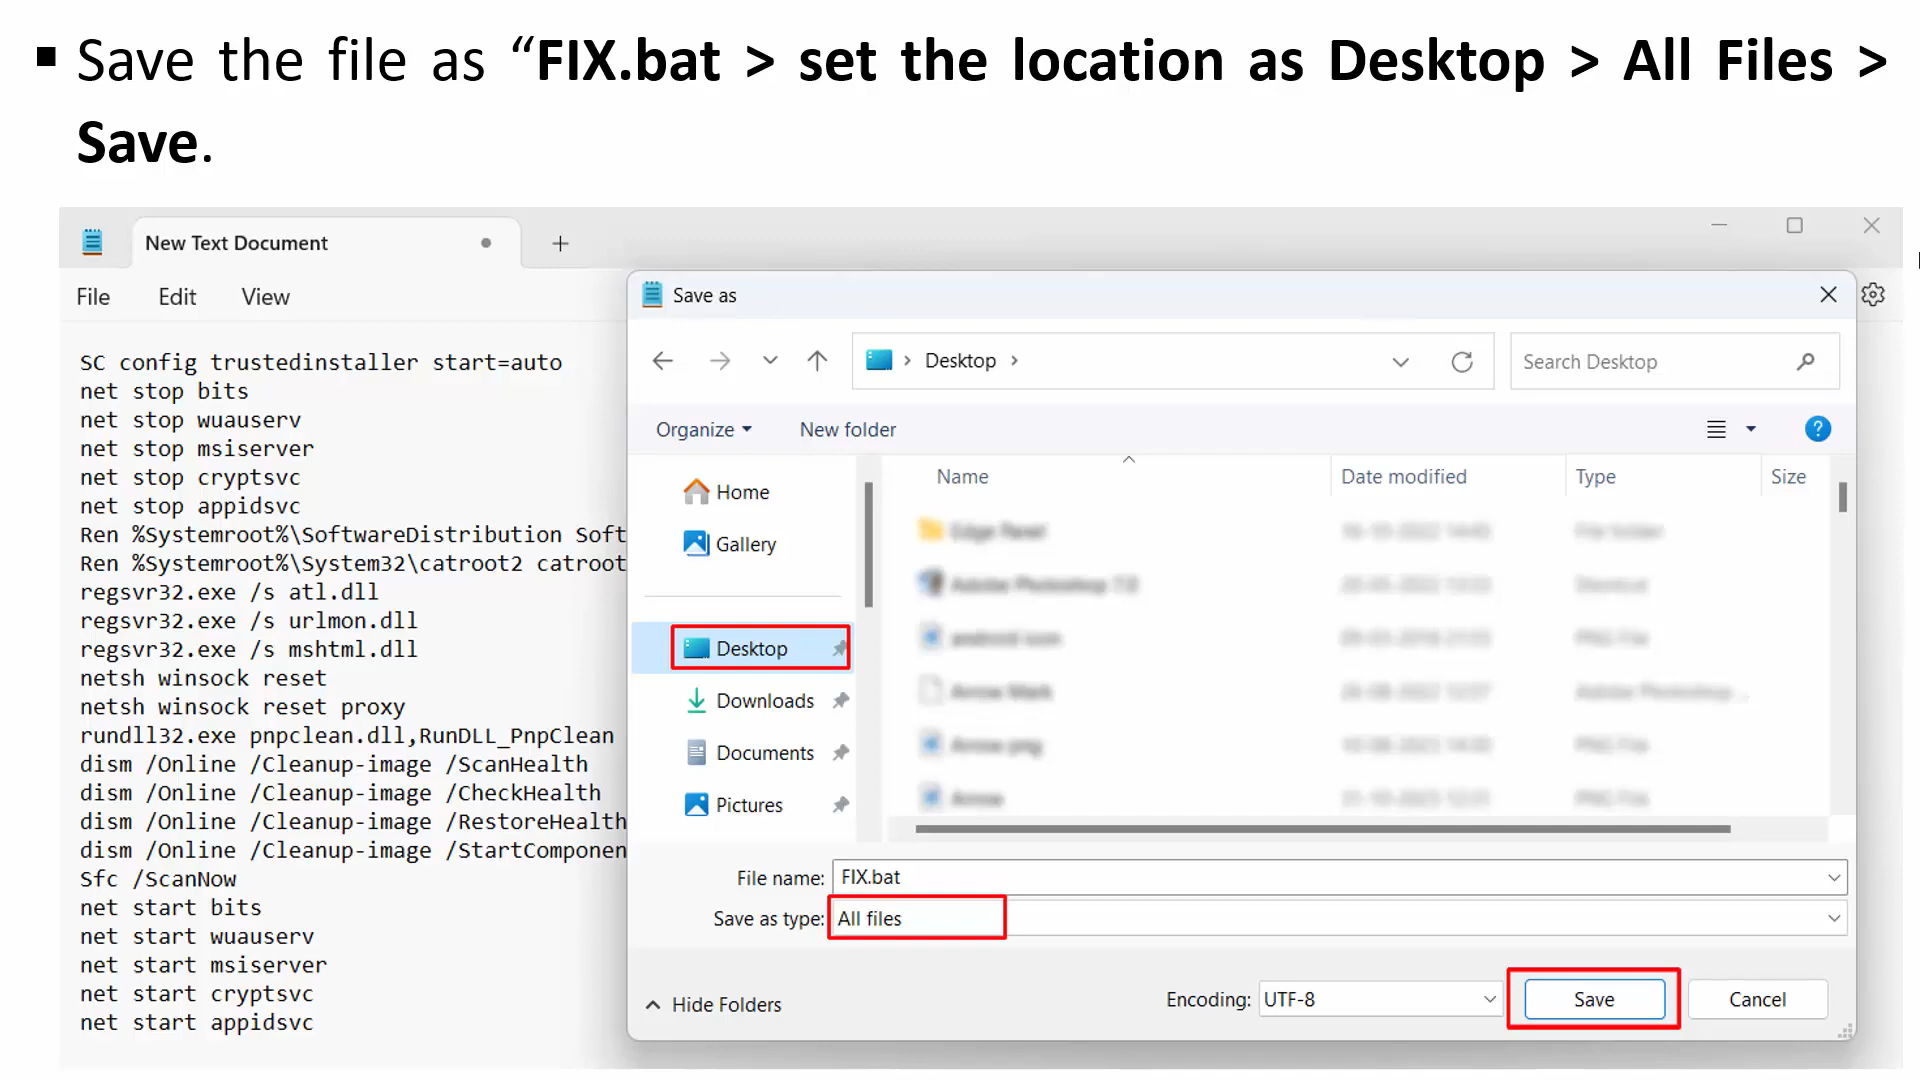 ▪ Save the file as “FIX.bat > set the location as Desktop > All Files >
Save.
New Text Document
File Edit View
SC config trustedinstaller start=auto
net stop bits
net stop wuauserv
net stop msiserver
net stop cryptsvc
net stop appidsvc
Ren %Systemroot%\SoftwareDistribution Soft
Ren %Systemroot%\System32\catroot2 catroot
regsvr32.exe /s atl.dll
regsvr32.exe /s urlmon.dll
regsvr32.exe /s mshtml.dll
netsh winsock reset
netsh winsock reset proxy
rundll32.exe pnpclean.dll,RunDLL_PnpClean
dism /Online /Cleanup-image /ScanHealth
dism /Online /Cleanup-image /CheckHealth
dism /Online /Cleanup-image /RestoreHealth
dism /Online /Cleanup-image /StartComponen
Sfc /ScanNow
net start bits
net start wuauserv
net start msiserver
net start cryptsvc
net start appidsvc
Save as
Desktop
Search Desktop
Organize New folder
Home
Gallery
Desktop
Downloads
Documents
Pictures
Name Date modified Type Size
File name: FIX.bat
Save as type: All files
Hide Folders
Encoding: UTF-8
Save
Cancel